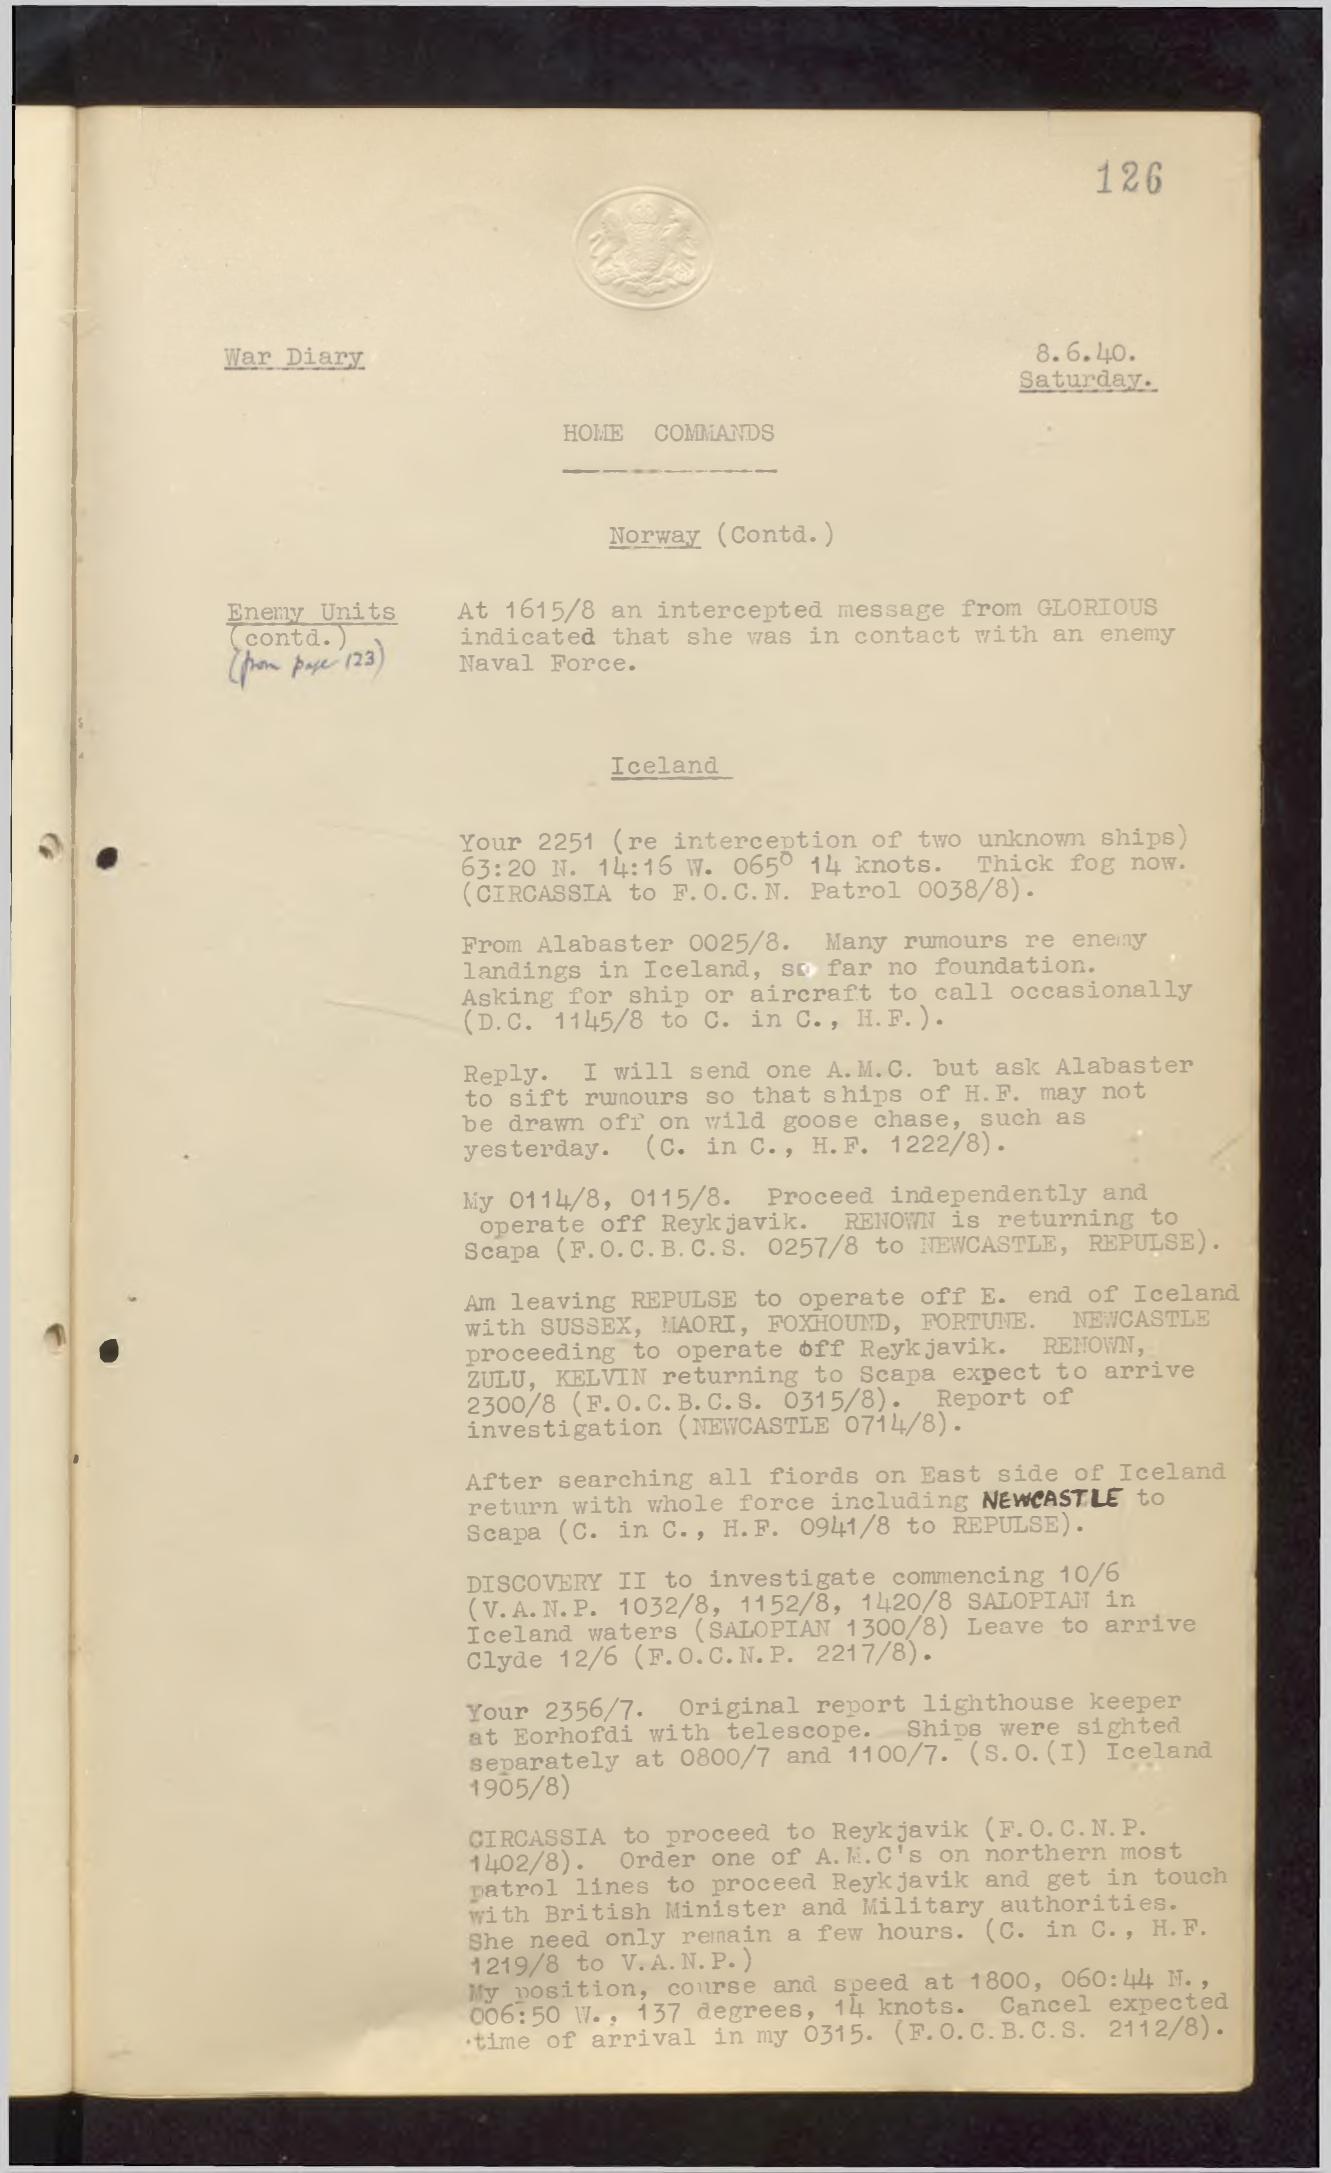 126
War Diary
8.6.40.
Saturday.
HOME COMMANDS
Norway (Contd.)
Enemy Units
(contd.)
(from page 123)
At 1615/8 an intercepted message from GLORIOUS
indicated that she was in contact with an enemy
Naval Force.
Iceland
Your 2251 (re interception of two unknown ships)
63:20 N. 14:16 W. 065° 14 knots. Thick fog now.
(CIRCASSIA to F.O.C.N. Patrol 0038/8).
From Alabaster 0025/8. Many rumours re enemy
landings in Iceland, so far no foundation.
Asking for ship or aircraft to call occasionally
(D.C. 1145/8 to C. in C., H.F.).
Reply. I will send one A.M.C. but ask Alabaster
to sift rumours so that ships of H.F. may not
be drawn off on wild goose chase, such as
yesterday. (C. in C., H.F. 1222/8).
My 0114/8, 0115/8. Proceed independently and
operate off Reykjavik. RENOWN is returning to
Scapa (F.O.C.B.C.S. 0257/8 to NEWCASTLE, REPULSE).
Am leaving REPULSE to operate off E. end of Iceland
with SUSSEX, MAORI, FOXHOUND, FORTUNE. NEWCASTLE
proceeding to operate off Reykjavik. RENOWN,
ZULU, KELVIN returning to Scapa expect to arrive
2300/8 (F.O.C.B.C.S. 0315/8). Report of
investigation (NEWCASTLE 0714/8).
After searching all fiords on East side of Iceland
return with whole force including NEWCASTLE to
Scapa (C. in C., H.F. 0941/8 to REPULSE).
DISCOVERY II to investigate commencing 10/6
(V.A.N.P. 1032/8, 1152/8, 1420/8 SALOPIAN in
Iceland waters (SALOPIAN 1300/8) Leave to arrive
Clyde 12/6 (F.O.C.N.P. 2217/8).
Your 2356/7. Original report lighthouse keeper
at Eorhofdi with telescope. Ships were sighted
separately at 0800/7 and 1100/7. (S.O.(I) Iceland
1905/8)
CIRCASSIA to proceed to Reykjavik (F.O.C.N.P.
1402/8). Order one of A.M.C's on northern most
patrol lines to proceed Reykjavik and get in touch
with British Minister and Military authorities.
She need only remain a few hours. (C. in C., H.F.
1219/8 to V.A.N.P.)
My position, course and speed at 1800, 060:44 N.,
006:50 W., 137 degrees, 14 knots. Cancel expected
time of arrival in my 0315. (F.O.C.B.C.S. 2112/8).